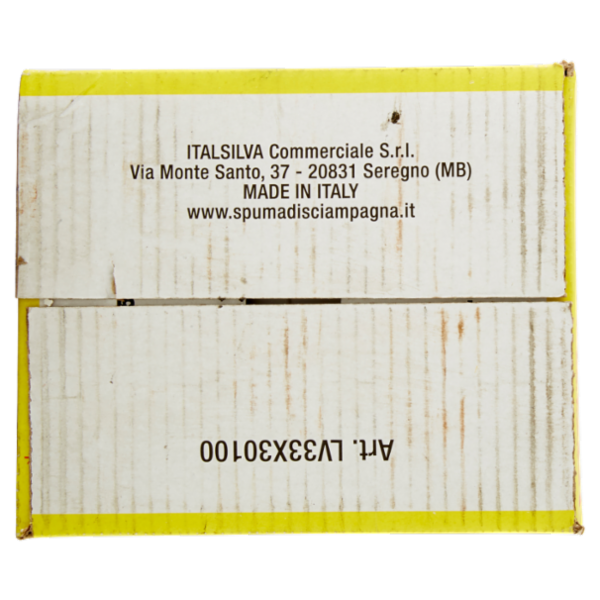 ITALSILVA Commerciale S.r.l.
Via Monte Santo, 37 - 20831 Seregno (MB)
MADE IN ITALY
www.spumadisciampagna.it
Art. LV33X30100